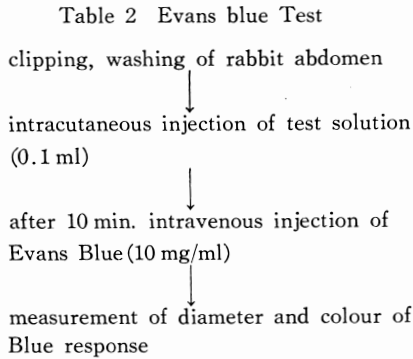 Table 2 Evans blue Test
clipping, washing of rabbit abdomen
intracutaneous injection of test solution
(0.1 ml)
after 10 min. intravenous injection of
Evans Blue (10 mg/ml)
measurement of diameter and colour of
Blue response